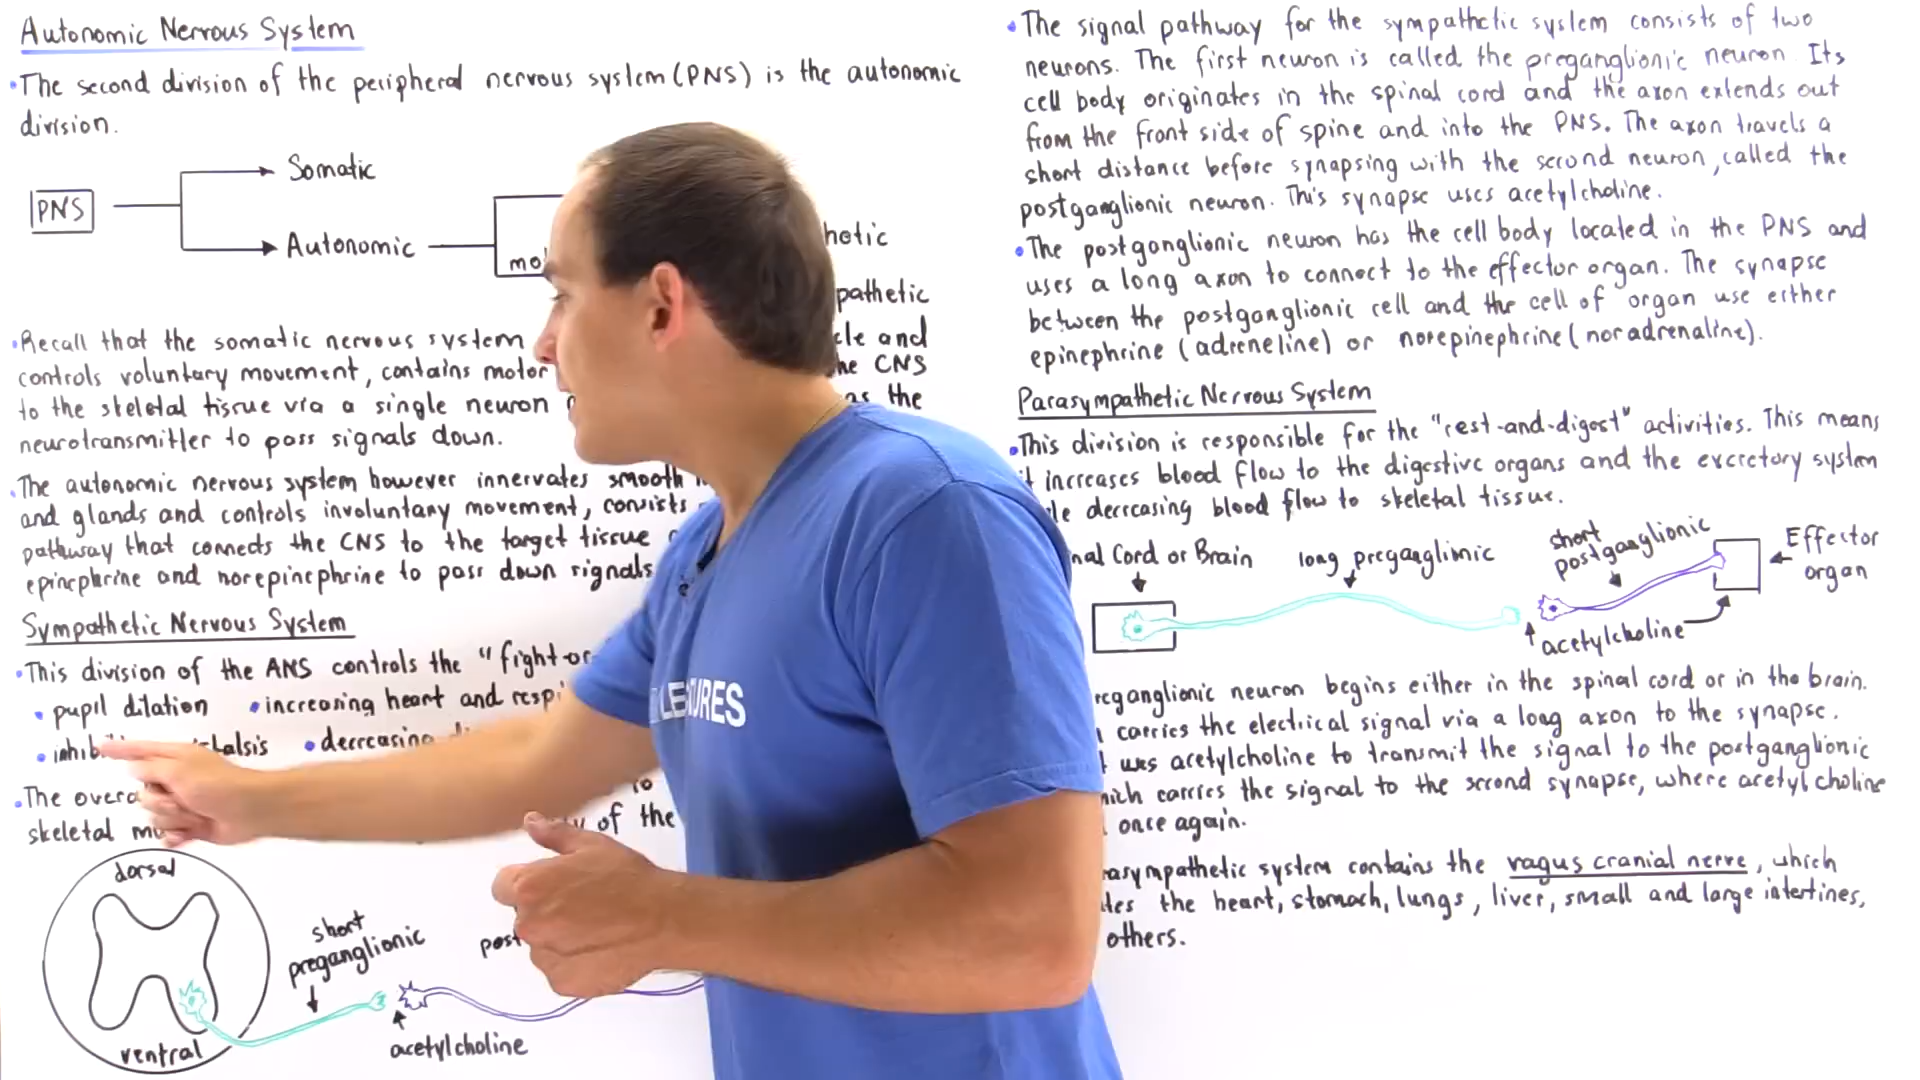 Autonomic Nervous System
• The second division of the peripheral nervous system (PNS) is the autonomic
division.
PNS
Somatic
Autonomic
• Recall that the somatic nervous system
controls voluntary movement, contains motor
the CNS
to the skeletal tissue via a single neuron
as the
neurotransmitter to pass signals down.
and
• The autonomic nervous system however innervates smooth
and glands and controls involuntary movement, consists
pathway that connects the CNS to the target tissue
epinephrine and norepinephrine to pass down signals
Sympathetic Nervous System
• This division of the ANS controls the "fight-or-
• pupil dilation • increasing heart and
• decreasing
• The
skeletal
of the
dorsal
ventral
short
preganglionic
acetylcholine
• The signal pathway for the sympathetic system consists of two
neurons. The first neuron is called the preganglionic neuron. Its
cell body originates in the spinal cord and the axon extends out
from the front side of spine and into the PNS. The axon travels a
short distance before synapsing with the second neuron, called the
postganglionic neuron. This synapse uses acetylcholine.
• The postganglionic neuron has the cell body located in the PNS and
uses a long axon to connect to the effector organ. The synapse
between the postganglionic cell and the cell of organ use either
epinephrine (adreneline) or norepinephrine (noradrenaline).
Parasympathetic Nervous System
• This division is responsible for the "rest-and-digest" activities. This means
it increases blood flow to the digestive organs and the excretory system
decreasing blood flow to skeletal tissue.
Cord or Brain
long preganglionic
short
postganglionic
Effector
organ
acetylcholine
neuron begins either in the spinal cord or in the brain.
carries the electrical signal via a long axon to the synapse.
uses acetylcholine to transmit the signal to the postganglionic
carries the signal to the second synapse, where acetylcholine
once again.
system contains the vagus cranial nerve, which
the heart, stomach, lungs, liver, small and large intestines,
others.